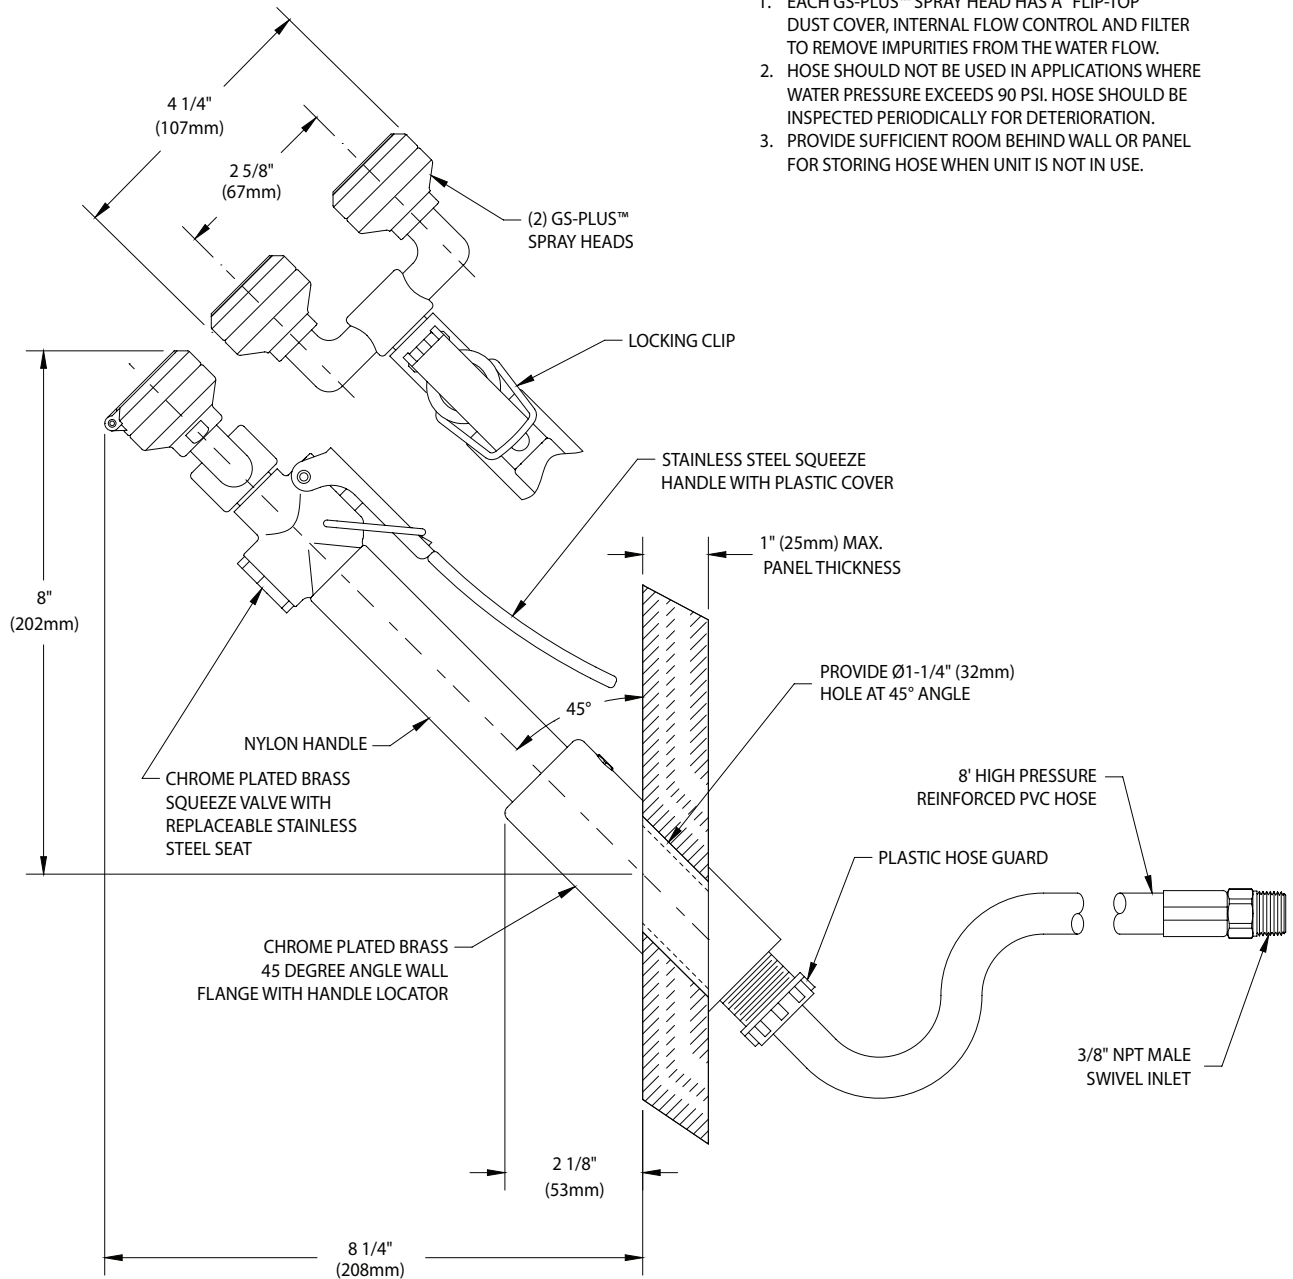 1. EACH GS-PLUS™ SPRAY HEAD HAS A "FLIP-TOP"
DUST COVER, INTERNAL FLOW CONTROL AND FILTER
TO REMOVE IMPURITIES FROM THE WATER FLOW.
2. HOSE SHOULD NOT BE USED IN APPLICATIONS WHERE
WATER PRESSURE EXCEEDS 90 PSI. HOSE SHOULD BE
INSPECTED PERIODICALLY FOR DETERIORATION.
3. PROVIDE SUFFICIENT ROOM BEHIND WALL OR PANEL
FOR STORING HOSE WHEN UNIT IS NOT IN USE.
4 1/4"
(107mm)
2 5/8"
(67mm)
(2) GS-PLUS™
SPRAY HEADS
LOCKING CLIP
STAINLESS STEEL SQUEEZE
HANDLE WITH PLASTIC COVER
1" (25mm) MAX.
PANEL THICKNESS
8"
(202mm)
PROVIDE Ø1-1/4" (32mm)
HOLE AT 45° ANGLE
45°
NYLON HANDLE
CHROME PLATED BRASS
SQUEEZE VALVE WITH
REPLACEABLE STAINLESS
STEEL SEAT
8' HIGH PRESSURE
REINFORCED PVC HOSE
PLASTIC HOSE GUARD
CHROME PLATED BRASS
45 DEGREE ANGLE WALL
FLANGE WITH HANDLE LOCATOR
3/8" NPT MALE
SWIVEL INLET
2 1/8"
(53mm)
8 1/4"
(208mm)